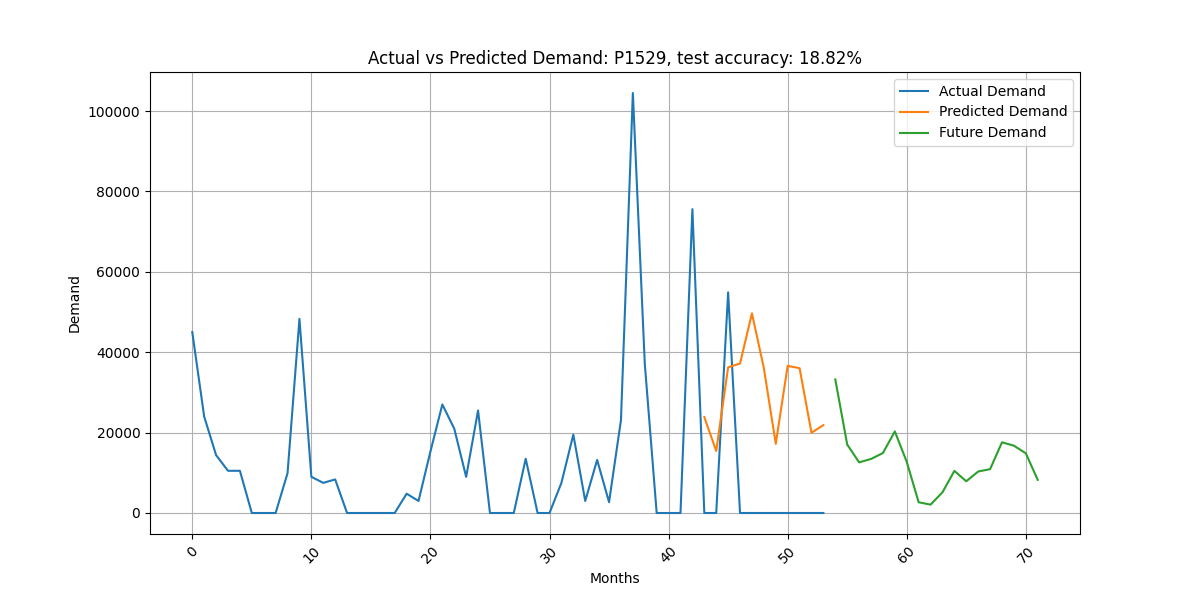 Actual vs Predicted Demand: P1529, test accuracy: 18.82%
Actual Demand
Predicted Demand
Future Demand
100000
80000
60000
40000
20000
0
Demand
0
10
20
30
40
50
60
70
Months